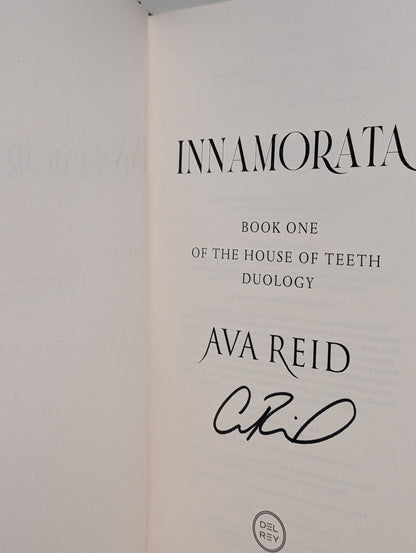 INNAMORATA
BOOK ONE
OF THE HOUSE OF TEETH
DUOLOGY
AVA REID
DEL
REY